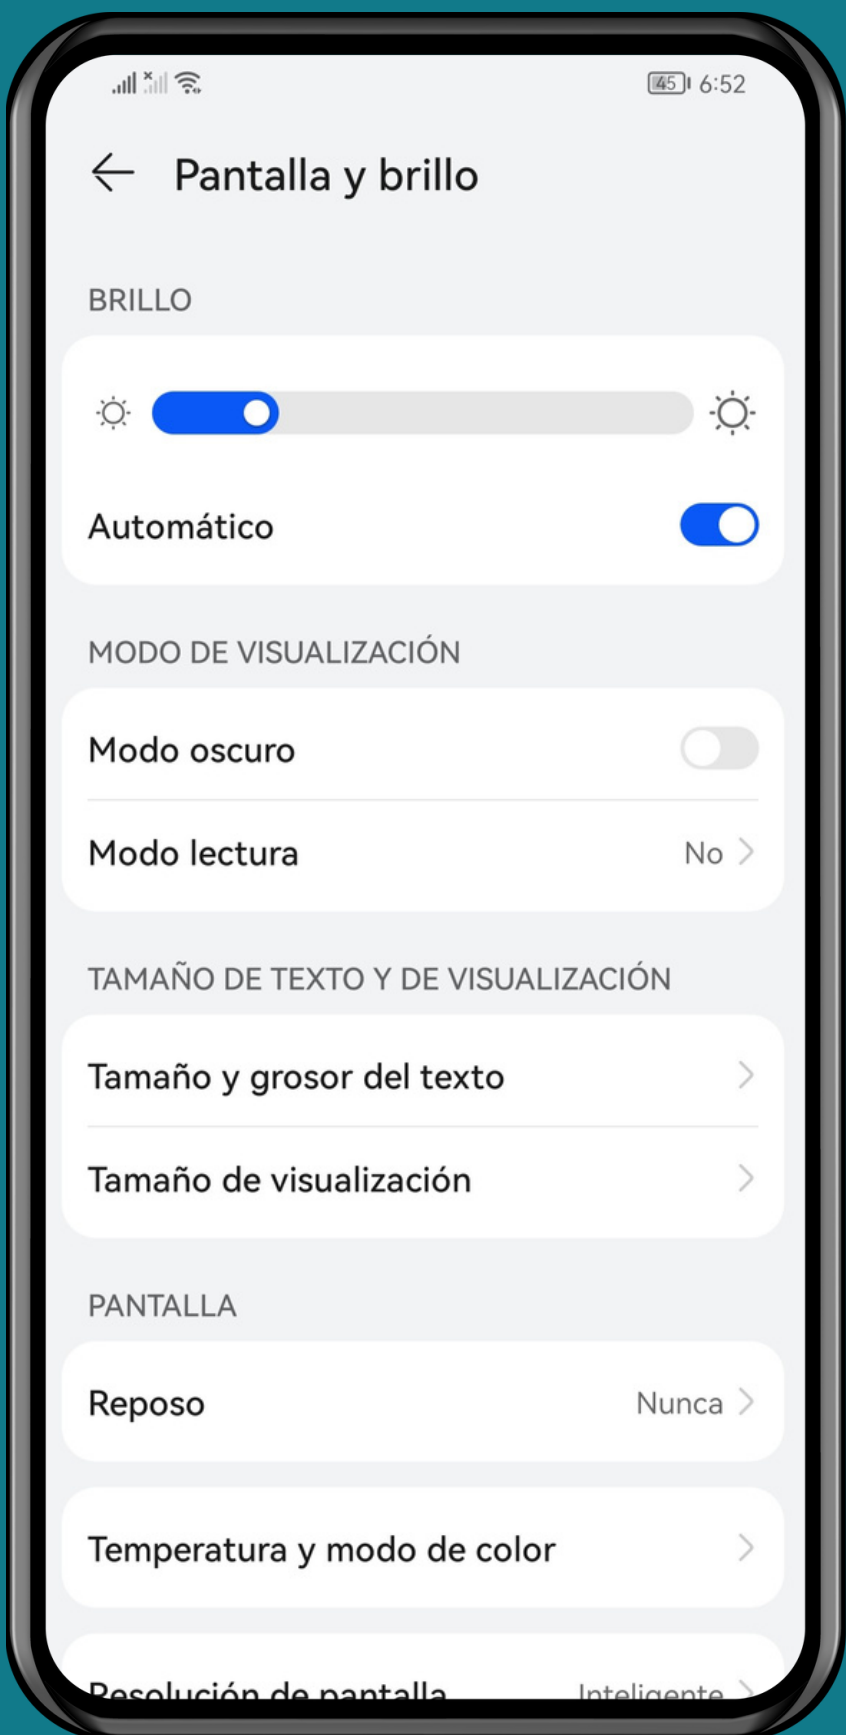 45 6:52
Pantalla y brillo
BRILLO
Automático
MODO DE VISUALIZACIÓN
Modo oscuro
Modo lectura No
TAMAÑO DE TEXTO Y DE VISUALIZACIÓN
Tamaño y grosor del texto
Tamaño de visualización
PANTALLA
Reposo Nunca
Temperatura y modo de color
Resolución de pantalla Inteligente